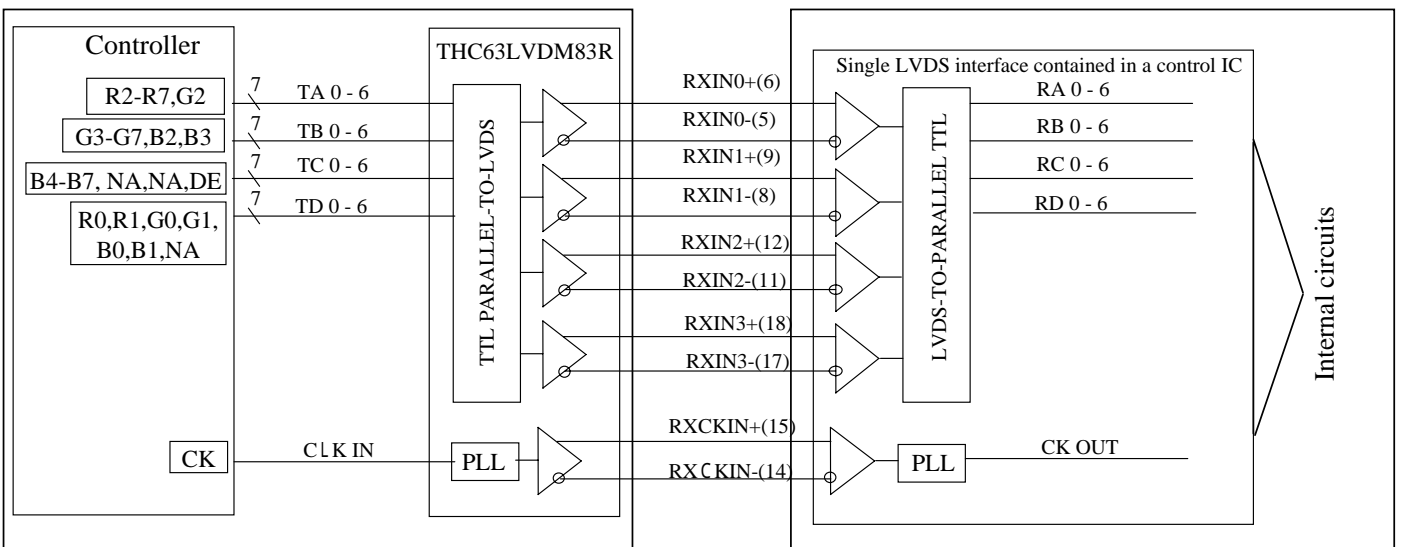 Controller
THC63LVDM83R
Single LVDS interface contained in a control IC
R2-R7,G2
7
TA 0 - 6
RXIN0+(6)
RA 0 - 6
G3-G7,B2,B3
7
TB 0 - 6
RXIN0-(5)
RB 0 - 6
B4-B7, NA,NA,DE
7
TC 0 - 6
RXIN1+(9)
RC 0 - 6
R0,R1,G0,G1,
B0,B1,NA
7
TD 0 - 6
RXIN1-(8)
RD 0 - 6
TTL PARALLEL-TO-LVDS
RXIN2+(12)
RXIN2-(11)
RXIN3+(18)
RXIN3-(17)
LVDS-TO-PARALLEL TTL
Internal circuits
CK
CLK IN
PLL
RXCKIN+(15)
RXCKIN-(14)
PLL
CK OUT